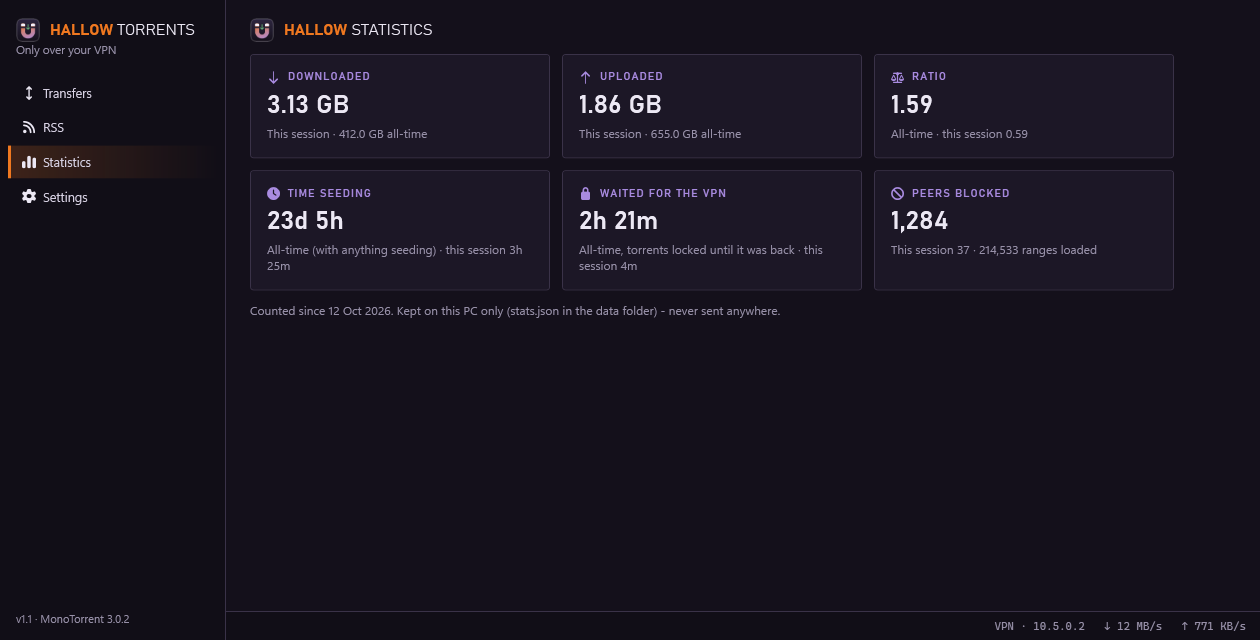 HALLOW TORRENTS
Only over your VPN
Transfers
RSS
Statistics
Settings
v1.1 · MonoTorrent 3.0.2
HALLOW STATISTICS
DOWNLOADED
3.13 GB
This session · 412.0 GB all-time
UPLOADED
1.86 GB
This session · 655.0 GB all-time
RATIO
1.59
All-time · this session 0.59
TIME SEEDING
23d 5h
All-time (with anything seeding) · this session 3h
25m
WAITED FOR THE VPN
2h 21m
All-time, torrents locked until it was back · this
session 4m
PEERS BLOCKED
1,284
This session 37 · 214,533 ranges loaded
Counted since 12 Oct 2026. Kept on this PC only (stats.json in the data folder) - never sent anywhere.
VPN · 10.5.0.2 ↓ 12 MB/s ↑ 771 KB/s